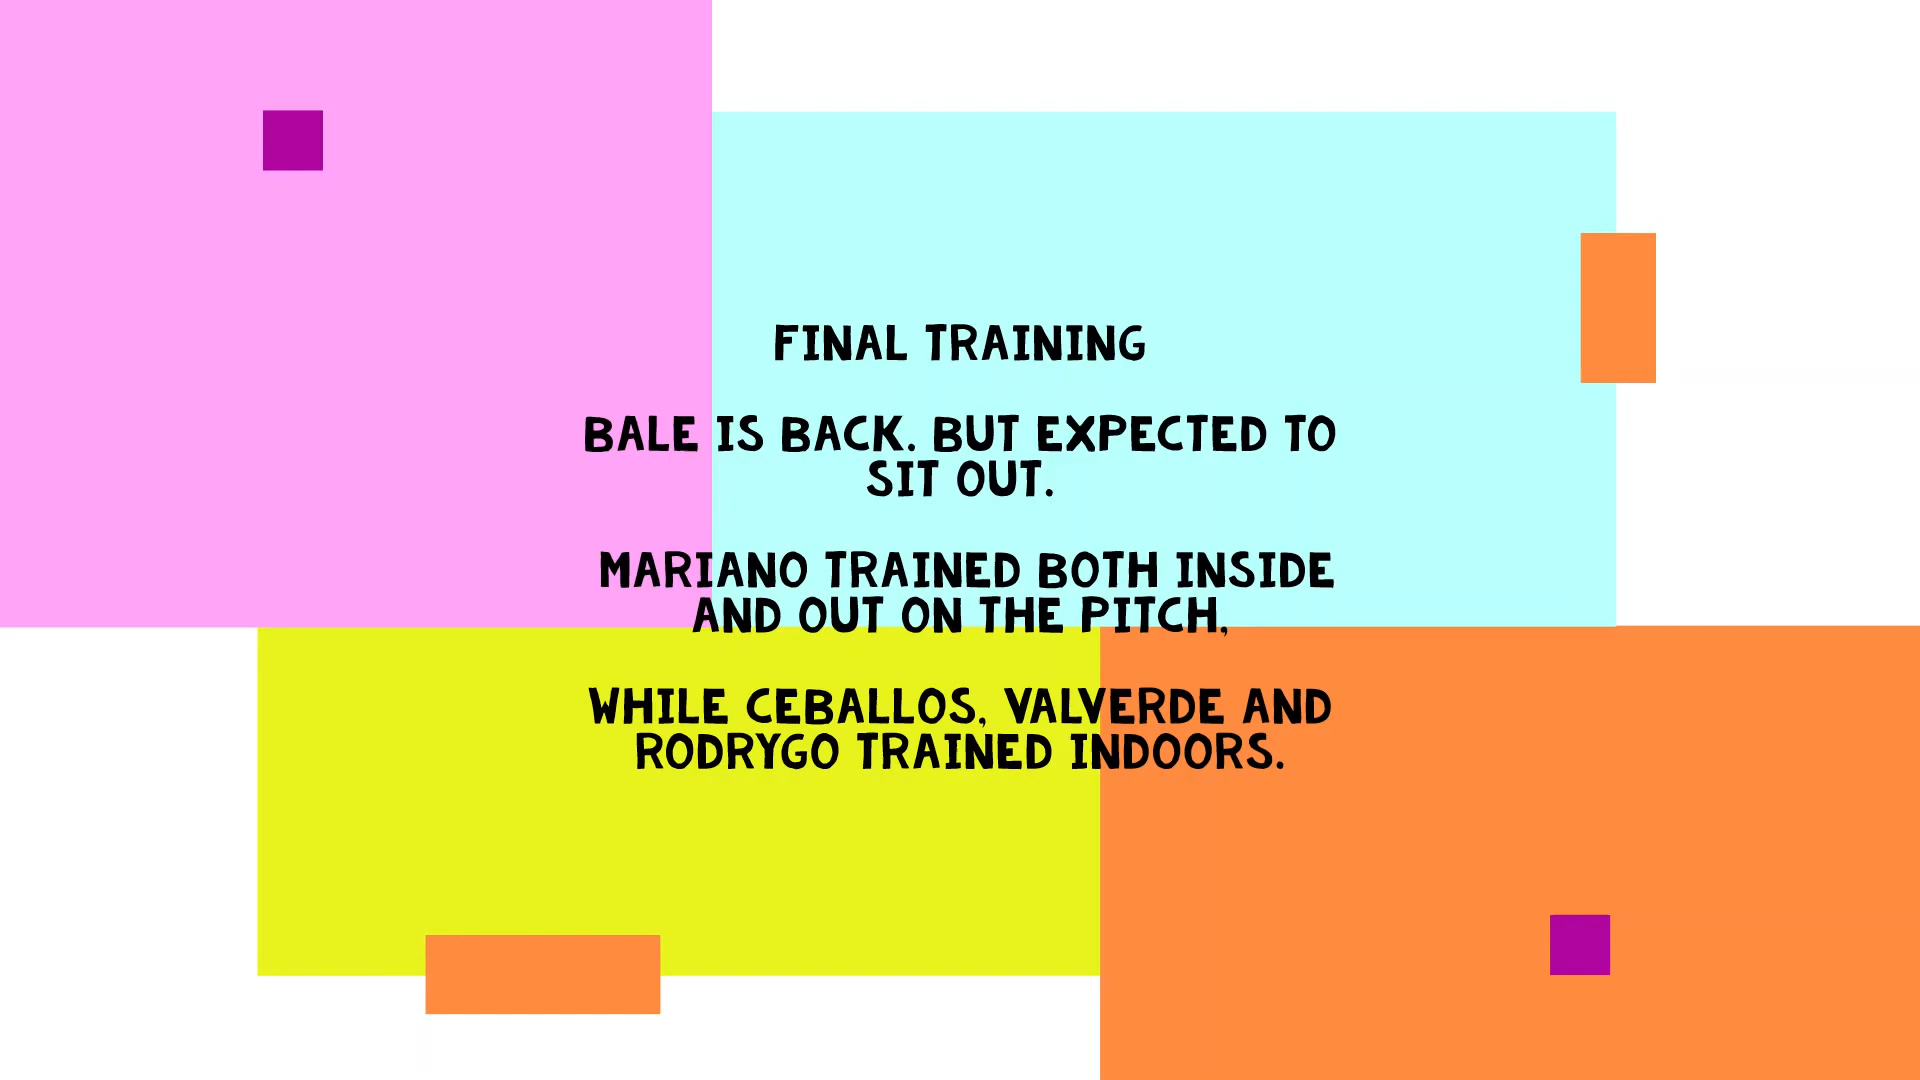 FINAL TRAINING
BALE IS BACK. BUT EXPECTED TO
SIT OUT.
MARIANO TRAINED BOTH INSIDE
AND OUT ON THE PITCH,
WHILE CEBALLOS, VALVERDE AND
RODRYGO TRAINED INDOORS.